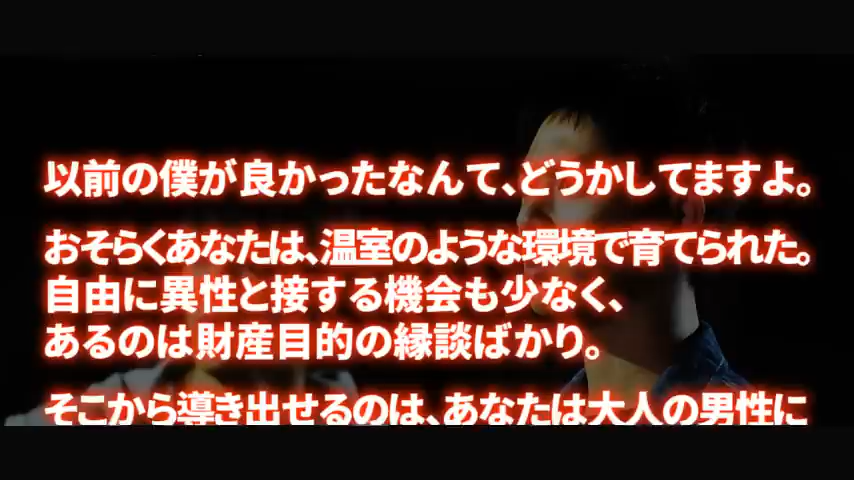 以前の僕が良かったなんて、どうかしてますよ。
おそらくあなたは、温室のような環境で育てられた。
自由に異性と接する機会も少なく、
あるのは財産目的の縁談ばかり。
そこから導き出せるのは、あなたは大人の男性に